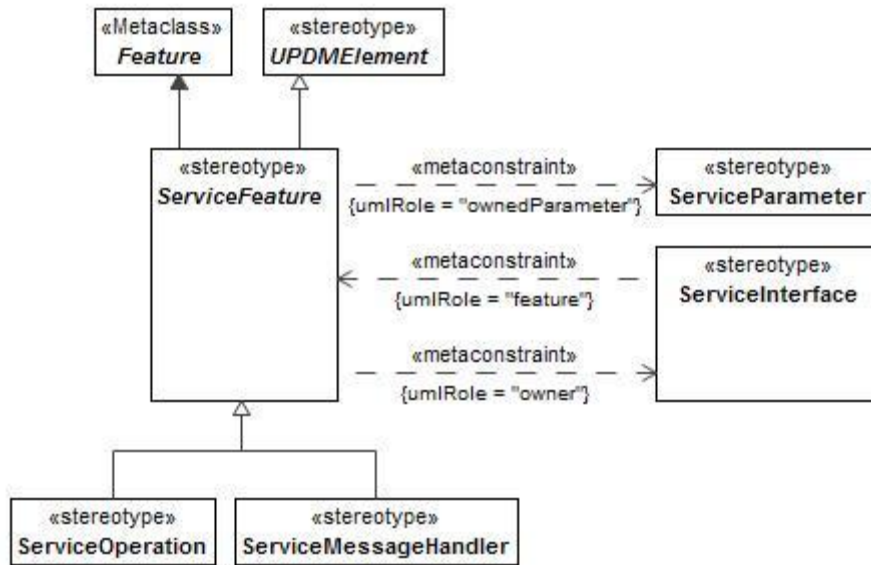 «Metaclass»
Feature
«stereotype»
UPDMElement
«stereotype»
ServiceFeature
«metaconstraint»
{umlRole = "ownedParameter"}
«stereotype»
ServiceParameter
«metaconstraint»
{umlRole = "feature"}
«stereotype»
ServiceInterface
«metaconstraint»
{umlRole = "owner"}
«stereotype»
ServiceOperation
«stereotype»
ServiceMessageHandler